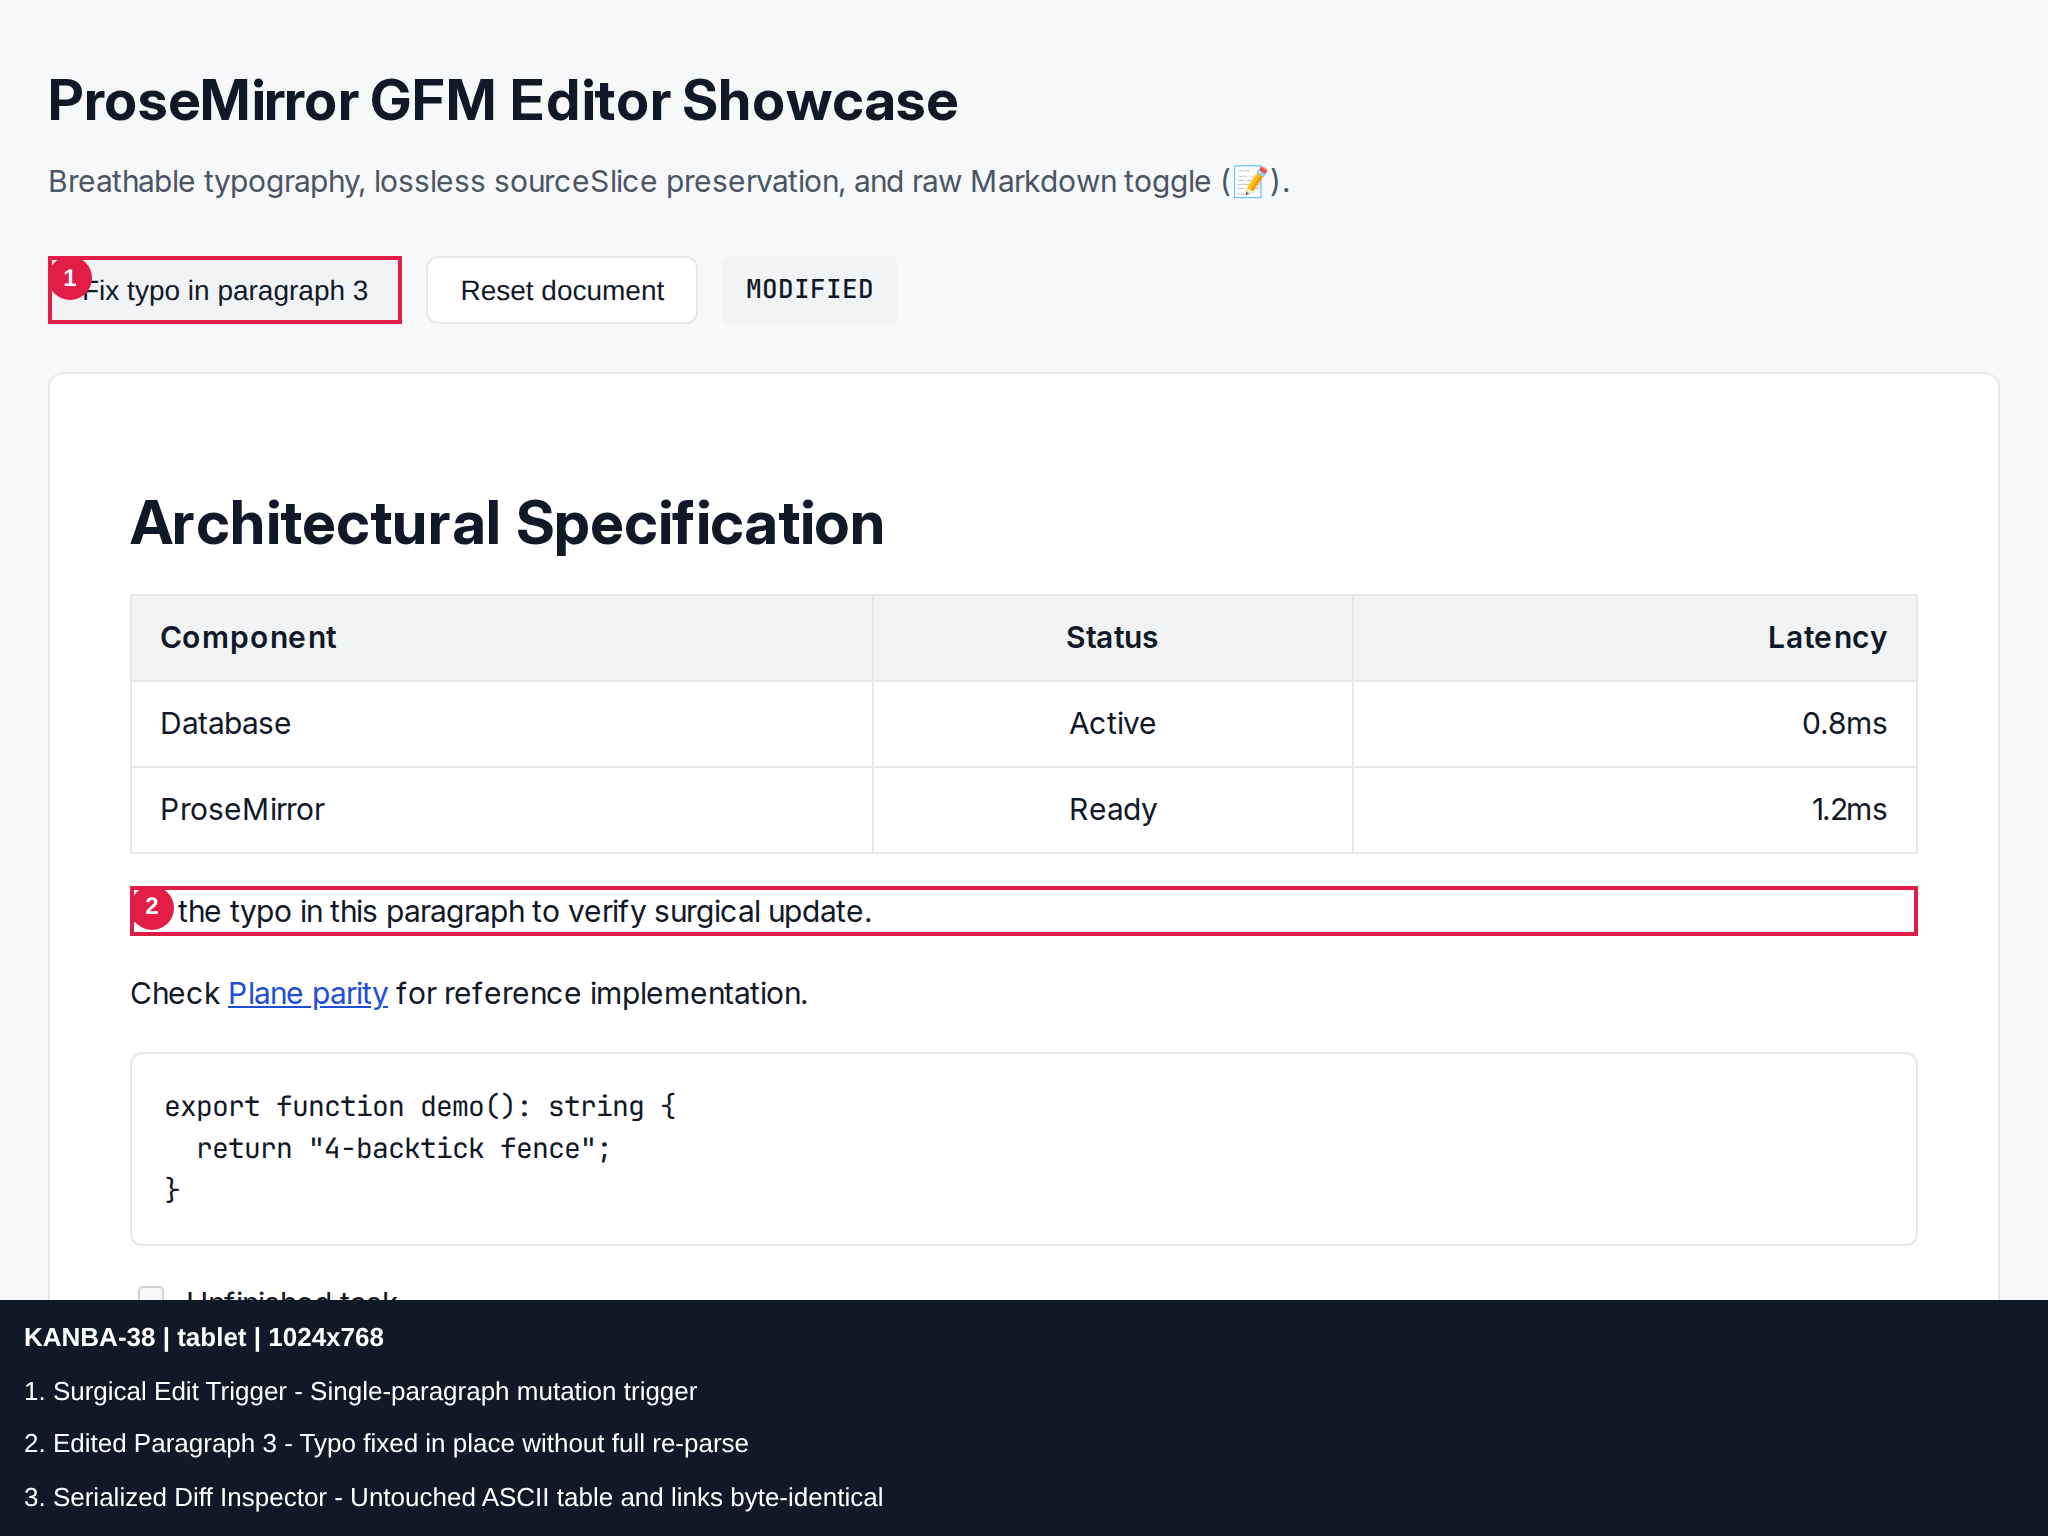 ProseMirror GFM Editor Showcase
Breathable typography, lossless sourceSlice preservation, and raw Markdown toggle (📝).
1
Fix typo in paragraph 3
Reset document
MODIFIED
Architectural Specification
Component Status Latency
Database Active 0.8ms
ProseMirror Ready 1.2ms
2
the typo in this paragraph to verify surgical update.
Check Plane parity for reference implementation.
export function demo(): string {
  return "4-backtick fence";
}
Unfinished task
KANBA-38 | tablet | 1024x768
1. Surgical Edit Trigger - Single-paragraph mutation trigger
2. Edited Paragraph 3 - Typo fixed in place without full re-parse
3. Serialized Diff Inspector - Untouched ASCII table and links byte-identical